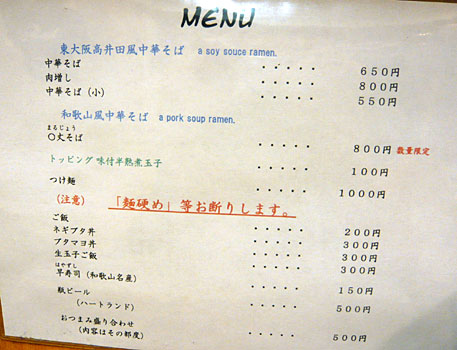 MENU
東大阪高井田風中華そば a soy souce ramen.
中華そば ・・・・・ 650円
肉増し ・・・・・ 800円
中華そば（小） ・・・・・ 550円
和歌山風中華そば a pork soup ramen.
まるじょう
○丈そば ・・・・・ 800円 数量限定
トッピング 味付半熟煮玉子 ・・・・・ 100円
つけ麺 ・・・・・ 1000円
（注意） 「麺硬め」等お断りします。
ご飯 ・・・・・ 200円
ネギブタ丼 ・・・・・ 300円
ブタマヨ丼 ・・・・・ 300円
生玉子ご飯 ・・・・・ 300円
はやずし
早寿司（和歌山名産） ・・・・・ 150円
瓶ビール
（ハートランド） ・・・・・ 500円
おつまみ盛り合わせ
（内容はその都度） ・・・・・ 500円